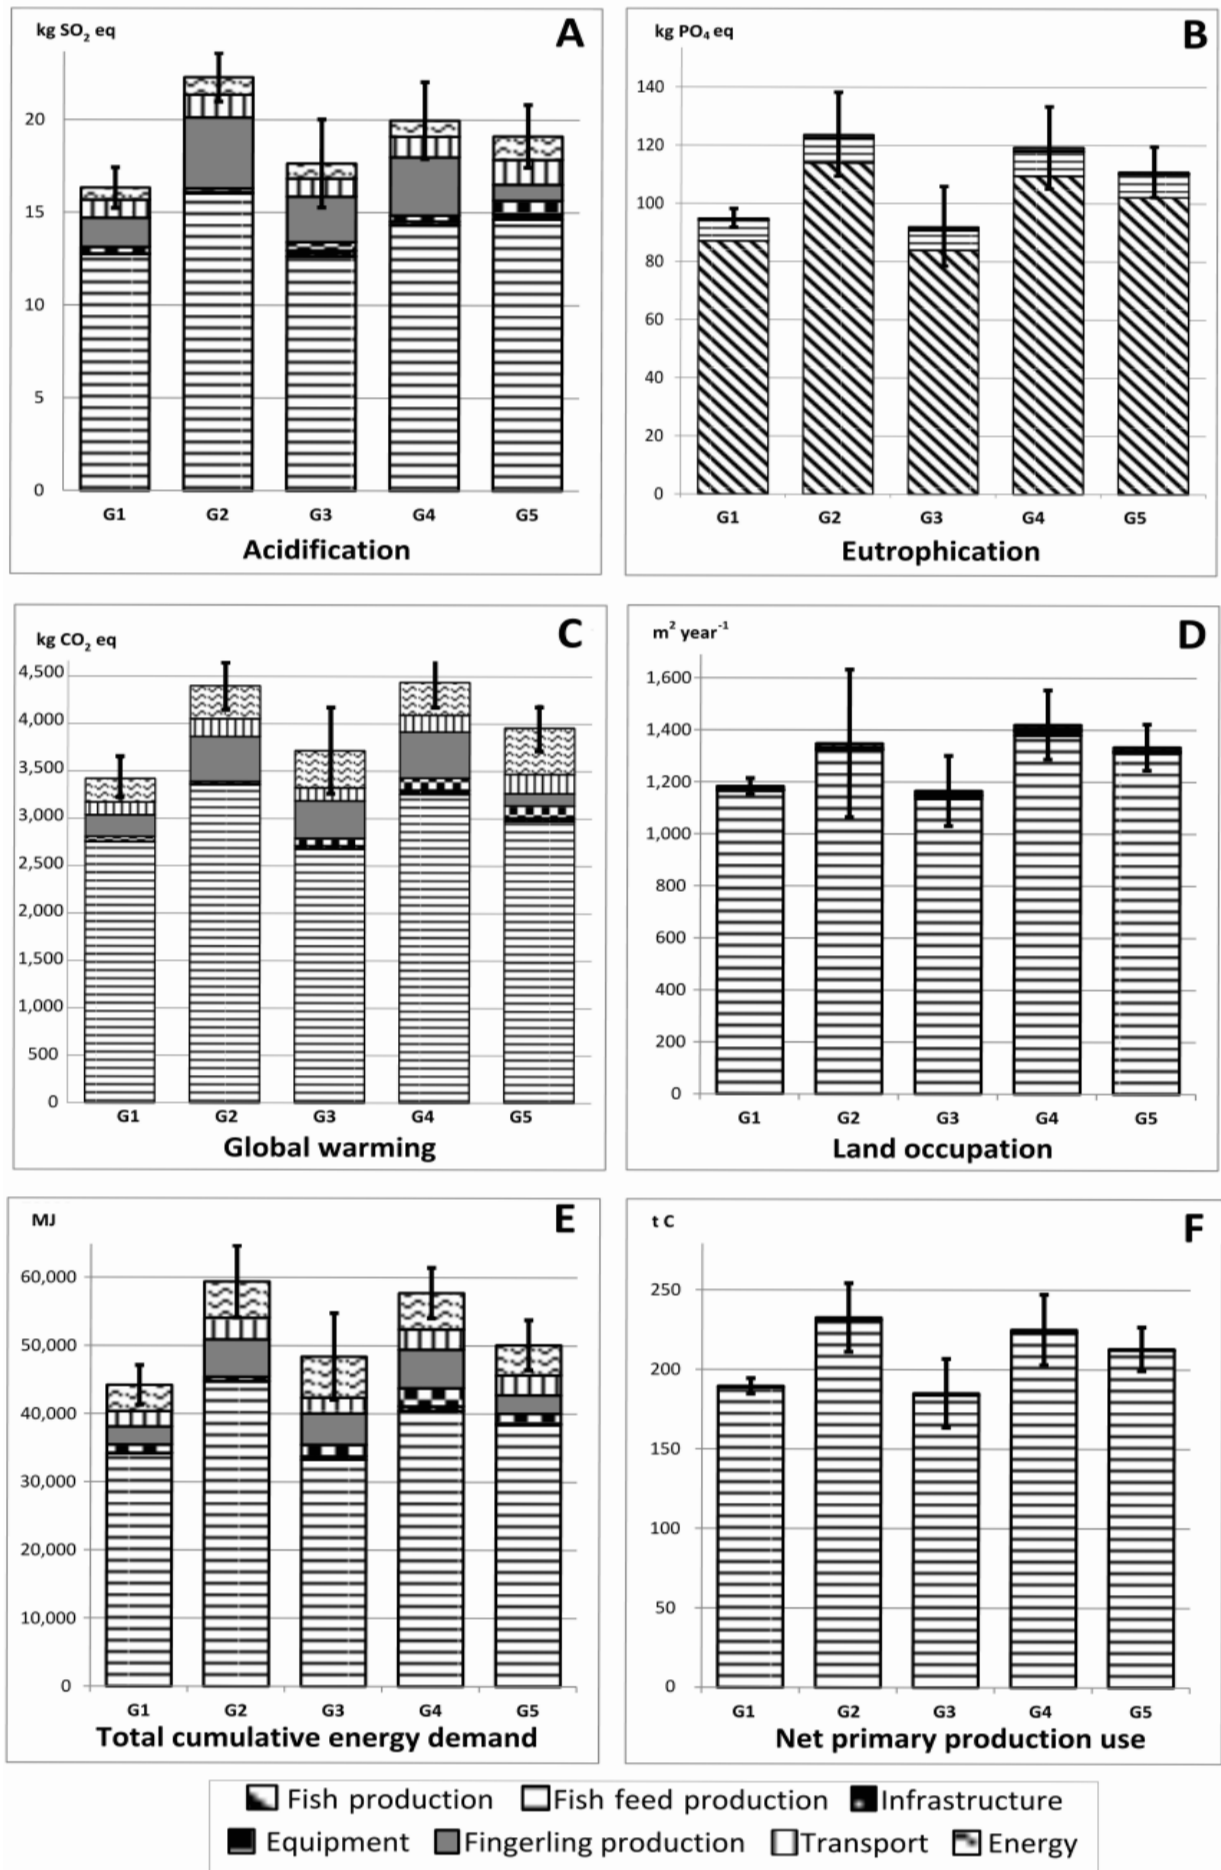 kg SO2 eq
A
20
15
10
5
0
G1 G2 G3 G4 G5
Acidification
kg PO4 eq
B
140
120
100
80
60
40
20
0
G1 G2 G3 G4 G5
Eutrophication
kg CO2 eq
C
4,500
4,000
3,500
3,000
2,500
2,000
1,500
1,000
500
0
G1 G2 G3 G4 G5
Global warming
m2 year-1
D
1,600
1,400
1,200
1,000
800
600
400
200
0
G1 G2 G3 G4 G5
Land occupation
MJ
E
60,000
50,000
40,000
30,000
20,000
10,000
0
G1 G2 G3 G4 G5
Total cumulative energy demand
t C
F
250
200
150
100
50
0
G1 G2 G3 G4 G5
Net primary production use
Fish production Fish feed production Infrastructure
Equipment Fingerling production Transport Energy